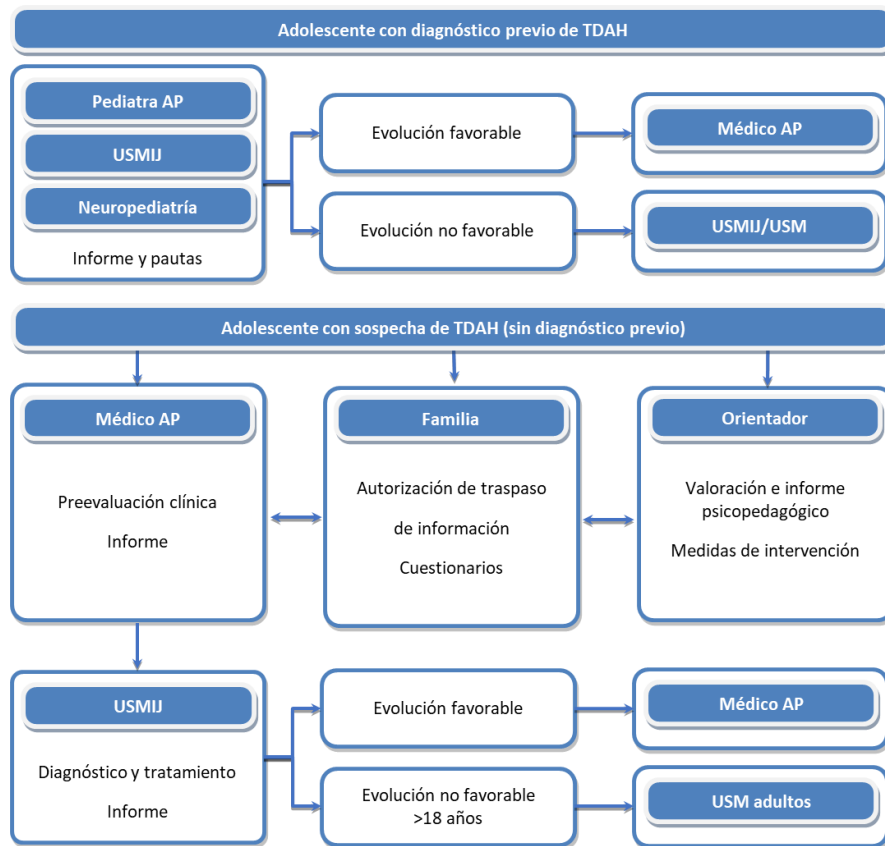 Adolescente con diagnóstico previo de TDAH
Pediatra AP
USMIJ
Neuropediatría
Informe y pautas
Evolución favorable
Médico AP
Evolución no favorable
USMIJ/USM
Adolescente con sospecha de TDAH (sin diagnóstico previo)
Médico AP
Preevaluación clínica
Informe
Familia
Autorización de traspaso
de información
Cuestionarios
Orientador
Valoración e informe
psicopedagógico
Medidas de intervención
USMIJ
Diagnóstico y tratamiento
Informe
Evolución favorable
Médico AP
Evolución no favorable
>18 años
USM adultos